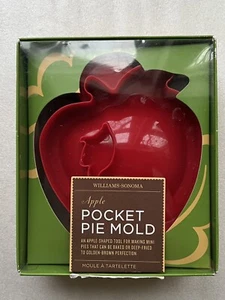 WILLIAMS-SONOMA
Apple
POCKET
PIE MOLD
AN APPLE SHAPED TOOL FOR MAKING MINI
PIES THAT CAN BE BAKED OR DEEP-FRIED
TO GOLDEN-BROWN PERFECTION
MOULE À TARTELETTE